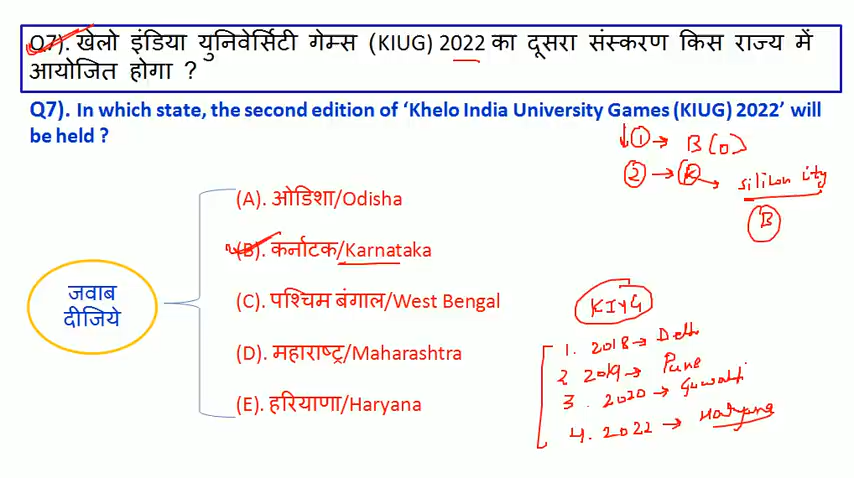 Q7). खेलो इंडिया युनिवेर्सिटी गेम्स (KIUG) 2022 का दूसरा संस्करण किस राज्य में
आयोजित होगा ?
Q7). In which state, the second edition of ‘Khelo India University Games (KIUG) 2022’ will
be held ?
① → B (O)
② → K → silicon city
B
(A). ओडिशा/Odisha
(B). कर्नाटक/Karnataka
(C). पश्चिम बंगाल/West Bengal
(D). महाराष्ट्र/Maharashtra
(E). हरियाणा/Haryana
जवाब
दीजिये
KIYG
1. 2018 → Delhi
2. 2019 → Pune
3. 2020 → Guwahti
4. 2022 → Haryana